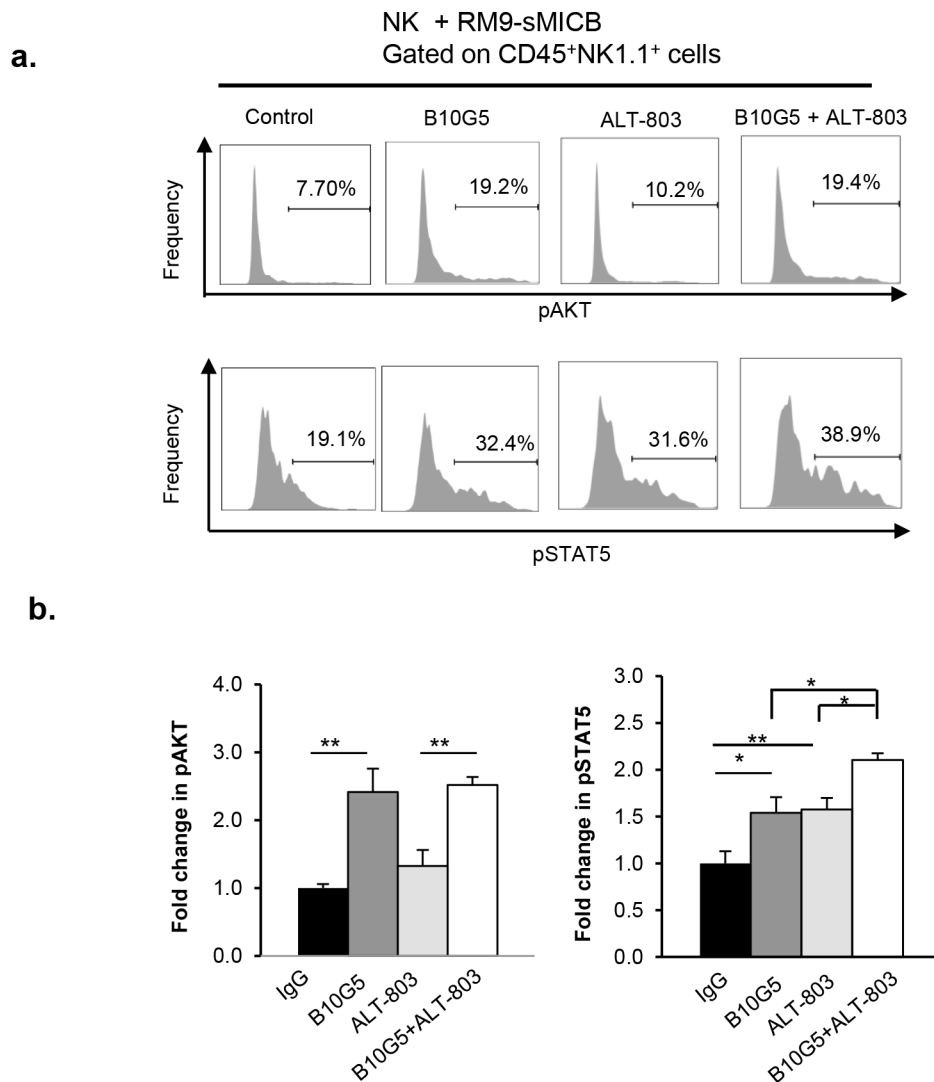 NK + RM9-sMICB
a.
Gated on CD45⁺NK1.1⁺ cells
Control B10G5 ALT-803 B10G5 + ALT-803
Frequency
7.70% 19.2% 10.2% 19.4%
pAKT
Frequency
19.1% 32.4% 31.6% 38.9%
pSTAT5
b.
Fold change in pAKT
4.0
3.0
2.0
1.0
0.0
** **
IgG
B10G5
ALT-803
B10G5+ALT-803
Fold change in pSTAT5
3.0
2.5
2.0
1.5
1.0
0.5
0.0
*
*
**
*
IgG
B10G5
ALT-803
B10G5+ALT-803